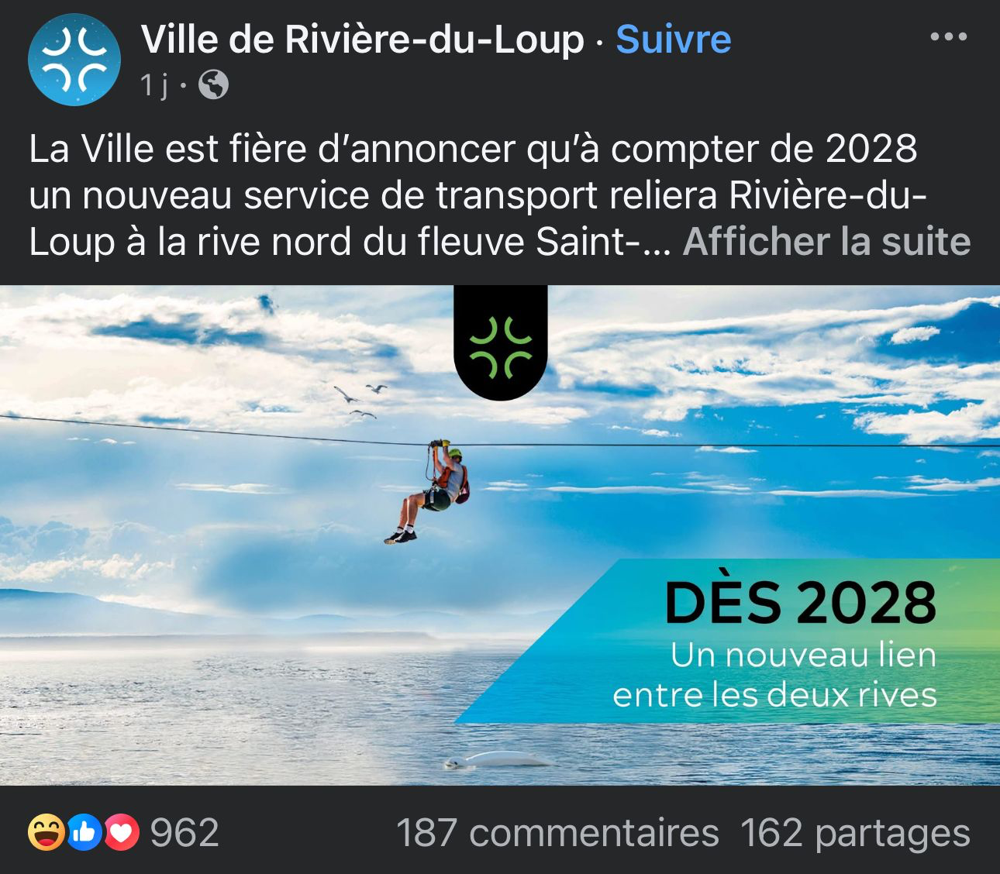 Ville de Rivière-du-Loup · Suivre
1 j ·
La Ville est fière d’annoncer qu’à compter de 2028
un nouveau service de transport reliera Rivière-du-
Loup à la rive nord du fleuve Saint-... Afficher la suite
DÈS 2028
Un nouveau lien
entre les deux rives
962 187 commentaires 162 partages